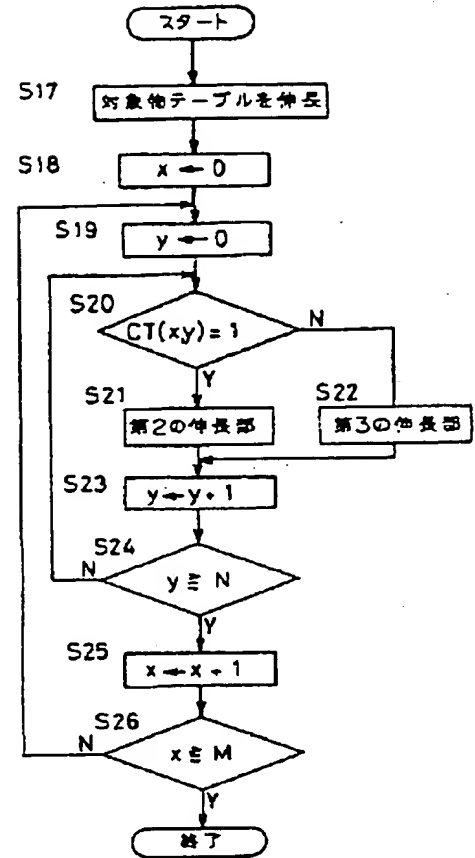 スタート
S17
対象物テーブルを伸長
S18
x ← 0
S19
y ← 0
S20
CT(x,y) = 1
N
Y
S21
第2の伸長部
S22
第3の伸長部
S23
y ← y + 1
S24
y ≧ N
N
Y
S25
x ← x + 1
S26
x ≧ M
N
Y
終了